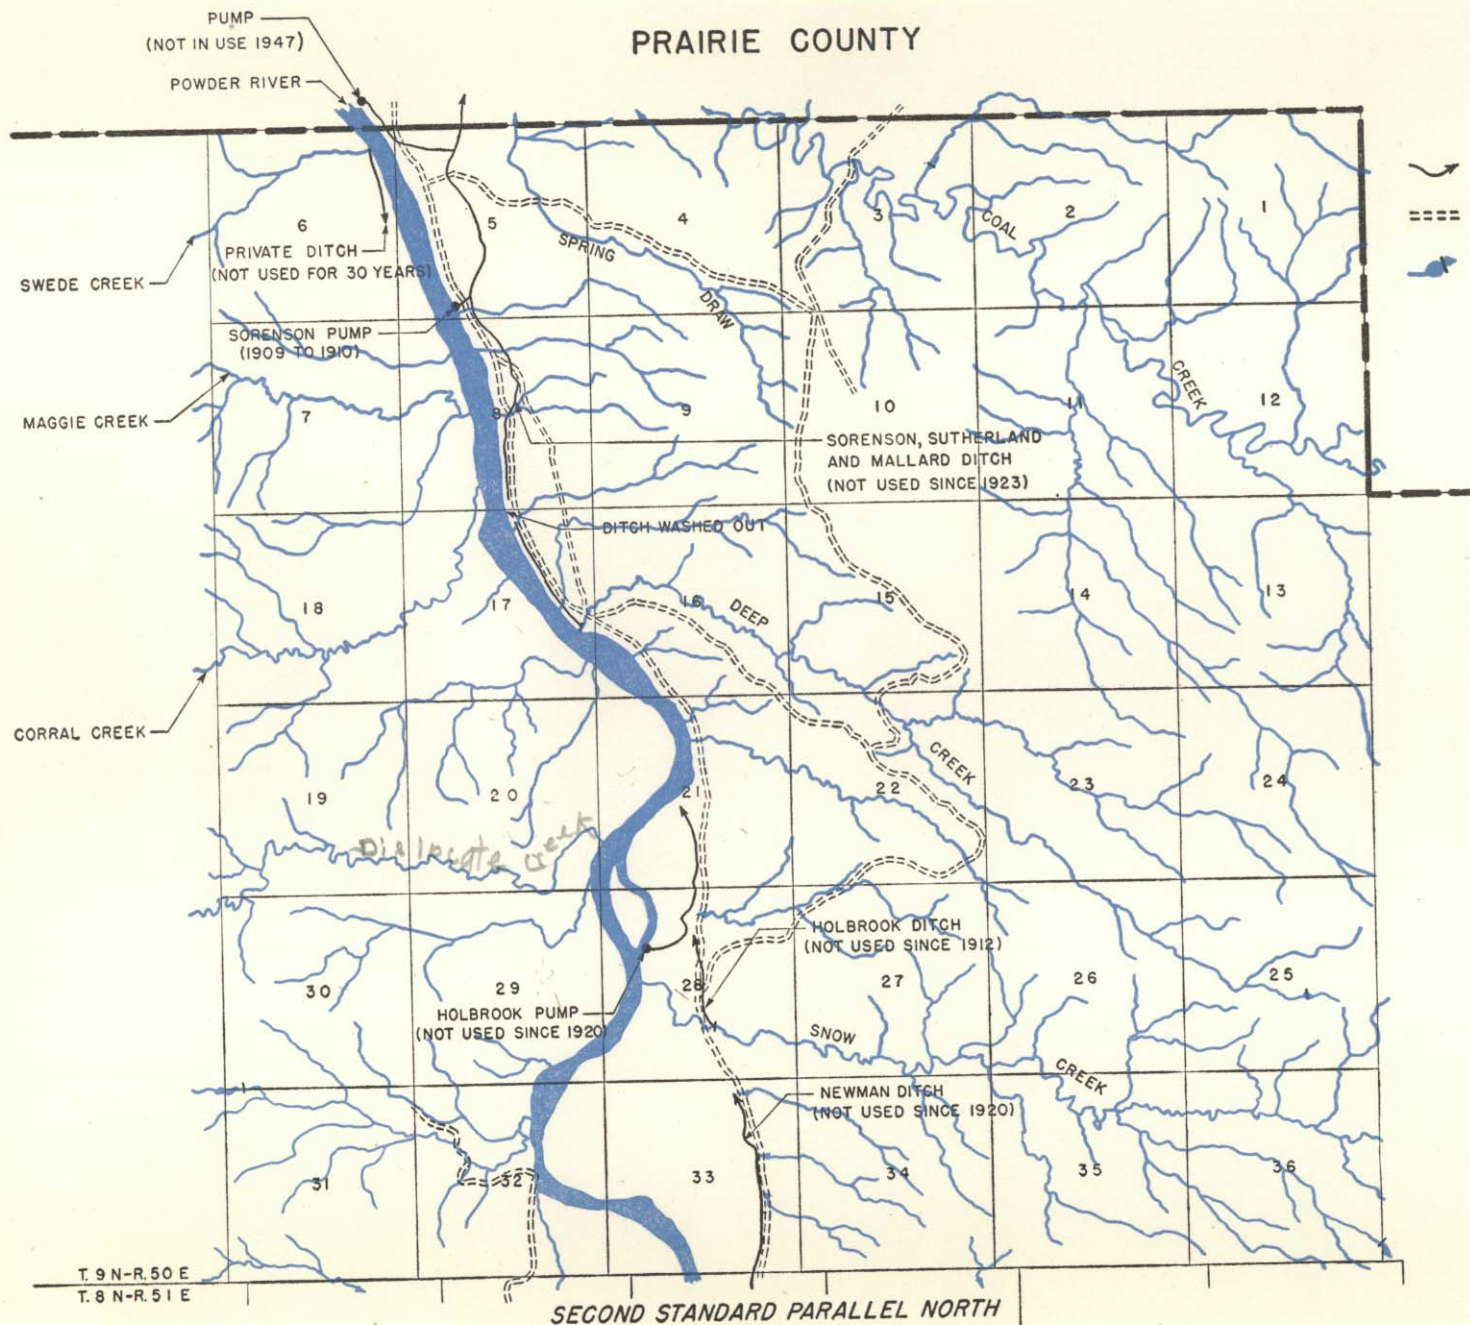 PRAIRIE COUNTY
PUMP
(NOT IN USE 1947)
POWDER RIVER
6
5
4
3
2
1
COAL
SPRING
DRAW
PRIVATE DITCH
(NOT USED FOR 30 YEARS)
SWEDE CREEK
SORENSON PUMP
(1909 TO 1910)
MAGGIE CREEK
7
8
9
10
11
12
CREEK
SORENSON, SUTHERLAND
AND MALLARD DITCH
(NOT USED SINCE 1923)
DITCH WASHED OUT
18
17
16
15
14
13
DEEP
CORRAL CREEK
CREEK
19
20
21
22
23
24
Creek
HOLBROOK DITCH
(NOT USED SINCE 1912)
30
29
28
27
26
25
HOLBROOK PUMP
(NOT USED SINCE 1920)
SNOW
CREEK
NEWMAN DITCH
(NOT USED SINCE 1920)
31
32
33
34
35
36
T. 9 N-R. 50 E
T. 8 N-R. 51 E
SECOND STANDARD PARALLEL NORTH